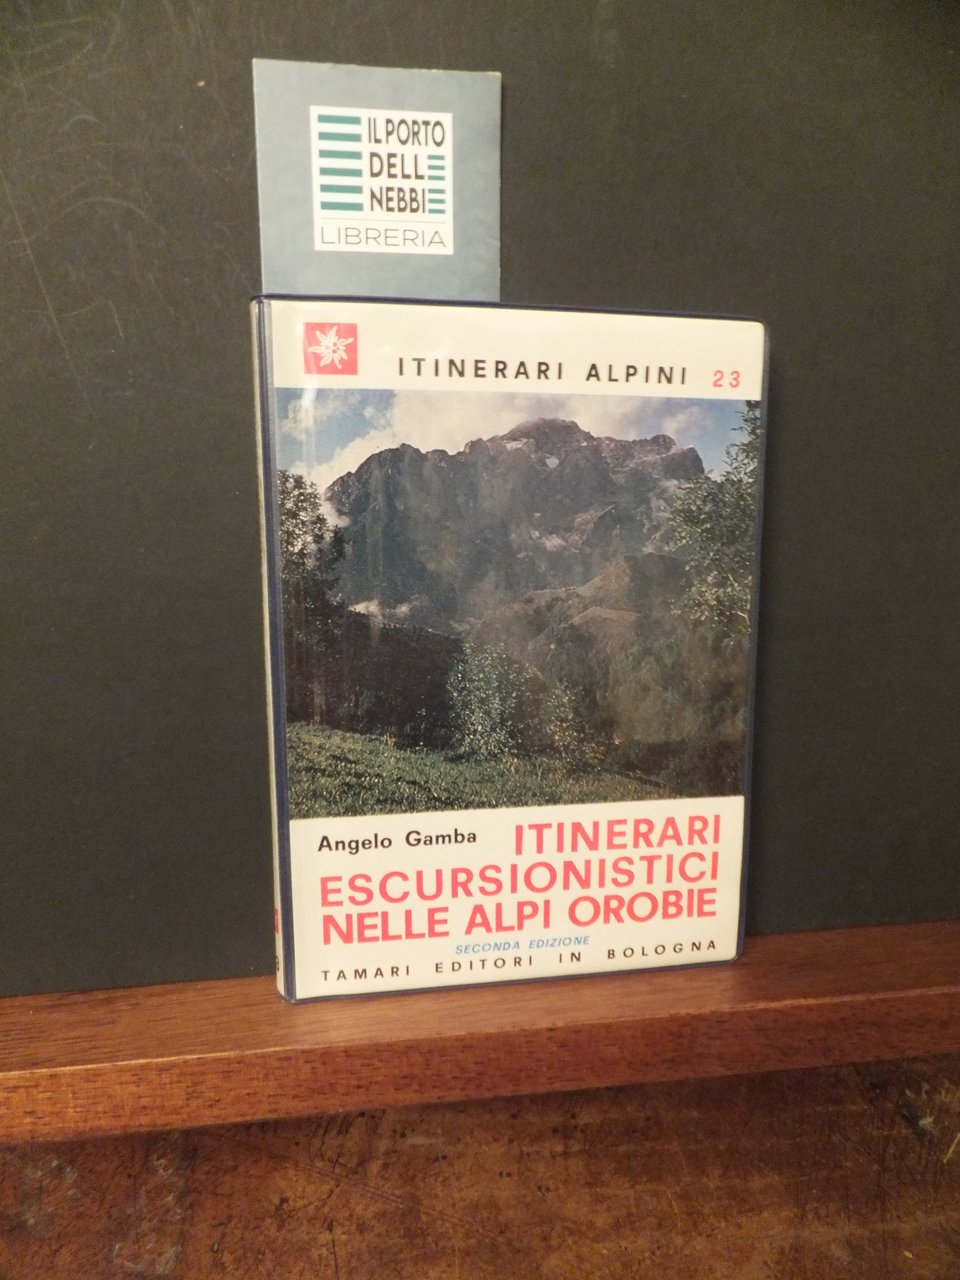 IL PORTO
DELLE
NEBBIE
LIBRERIA
ITINERARI ALPINI 23
Angelo Gamba ITINERARI
ESCURSIONISTICI
NELLE ALPI OROBIE
SECONDA EDIZIONE
TAMARI EDITORI IN BOLOGNA